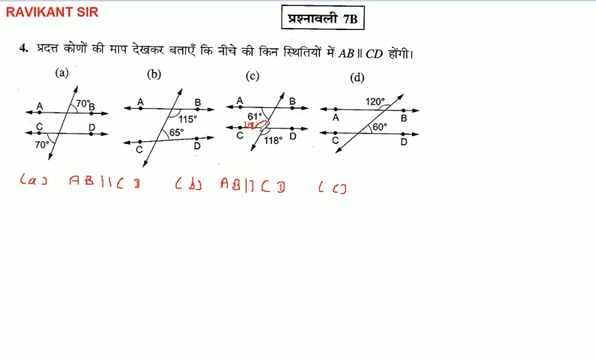 RAVIKANT SIR
प्रश्नावली 7B
4. प्रदत्त कोणों की माप देखकर बताएँ कि नीचे की किन स्थितियों में AB || CD होंगी।
(a) (b) (c) (d)
A 70° B C D 70°
A B 115° 65° C D
A B 61° C D 118°
120° A B 60° C D
(a) AB || CD (b) AB || CD (c)